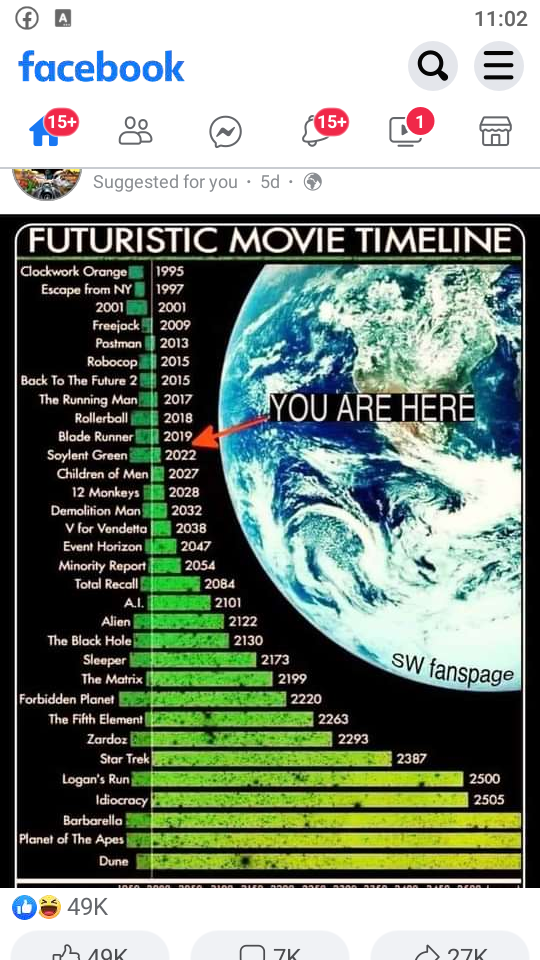 11:02
facebook
15+
15+
1
Suggested for you · 5d ·
FUTURISTIC MOVIE TIMELINE
Clockwork Orange 1995
Escape from NY 1997
2001 2001
Freejack 2009
Postman 2013
Robocop 2015
Back To The Future 2 2015
The Running Man 2017
Rollerball 2018
YOU ARE HERE
Blade Runner 2019
Soylent Green 2022
Children of Men 2027
12 Monkeys 2028
Demolition Man 2032
V for Vendetta 2038
Event Horizon 2047
Minority Report 2054
Total Recall 2084
A.I. 2101
Alien 2122
The Black Hole 2130
Sleeper 2173
SW fanspage
The Matrix 2199
Forbidden Planet 2220
The Fifth Element 2263
Zardoz 2293
Star Trek 2387
Logan's Run 2500
Idiocracy 2505
Barbarella
Planet of The Apes
Dune
49K
49K 7K 27K